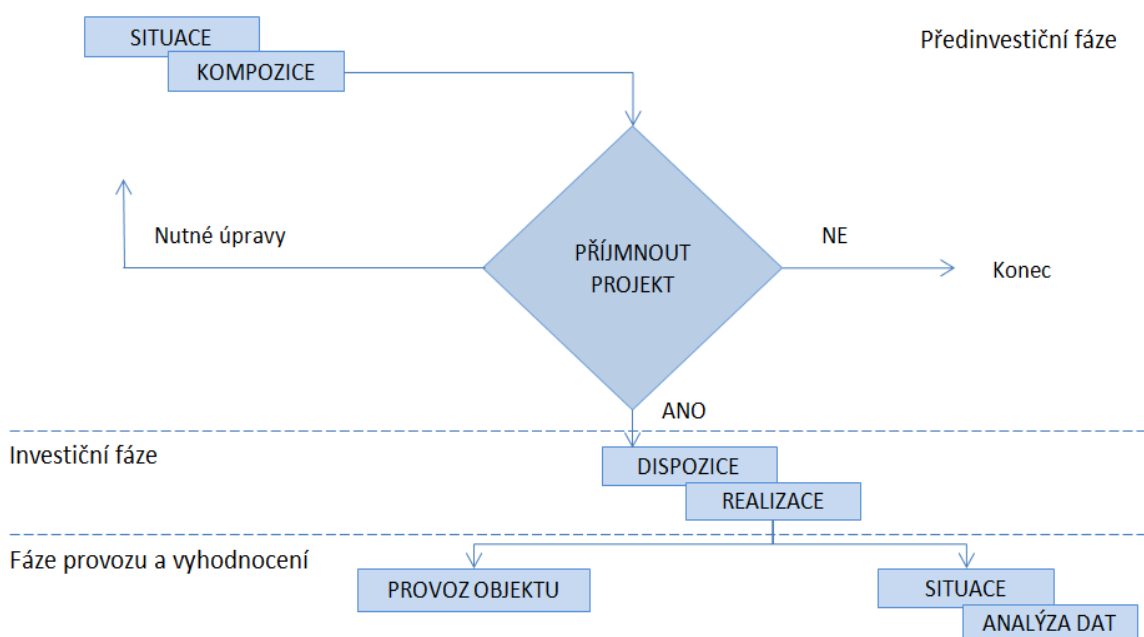 SITUACE
Předinvestiční fáze
KOMPOZICE
Nutné úpravy
PŘÍJMNOUT
PROJEKT
NE
Konec
ANO
Investiční fáze
DISPOZICE
REALIZACE
Fáze provozu a vyhodnocení
PROVOZ OBJEKTU
SITUACE
ANALÝZA DAT